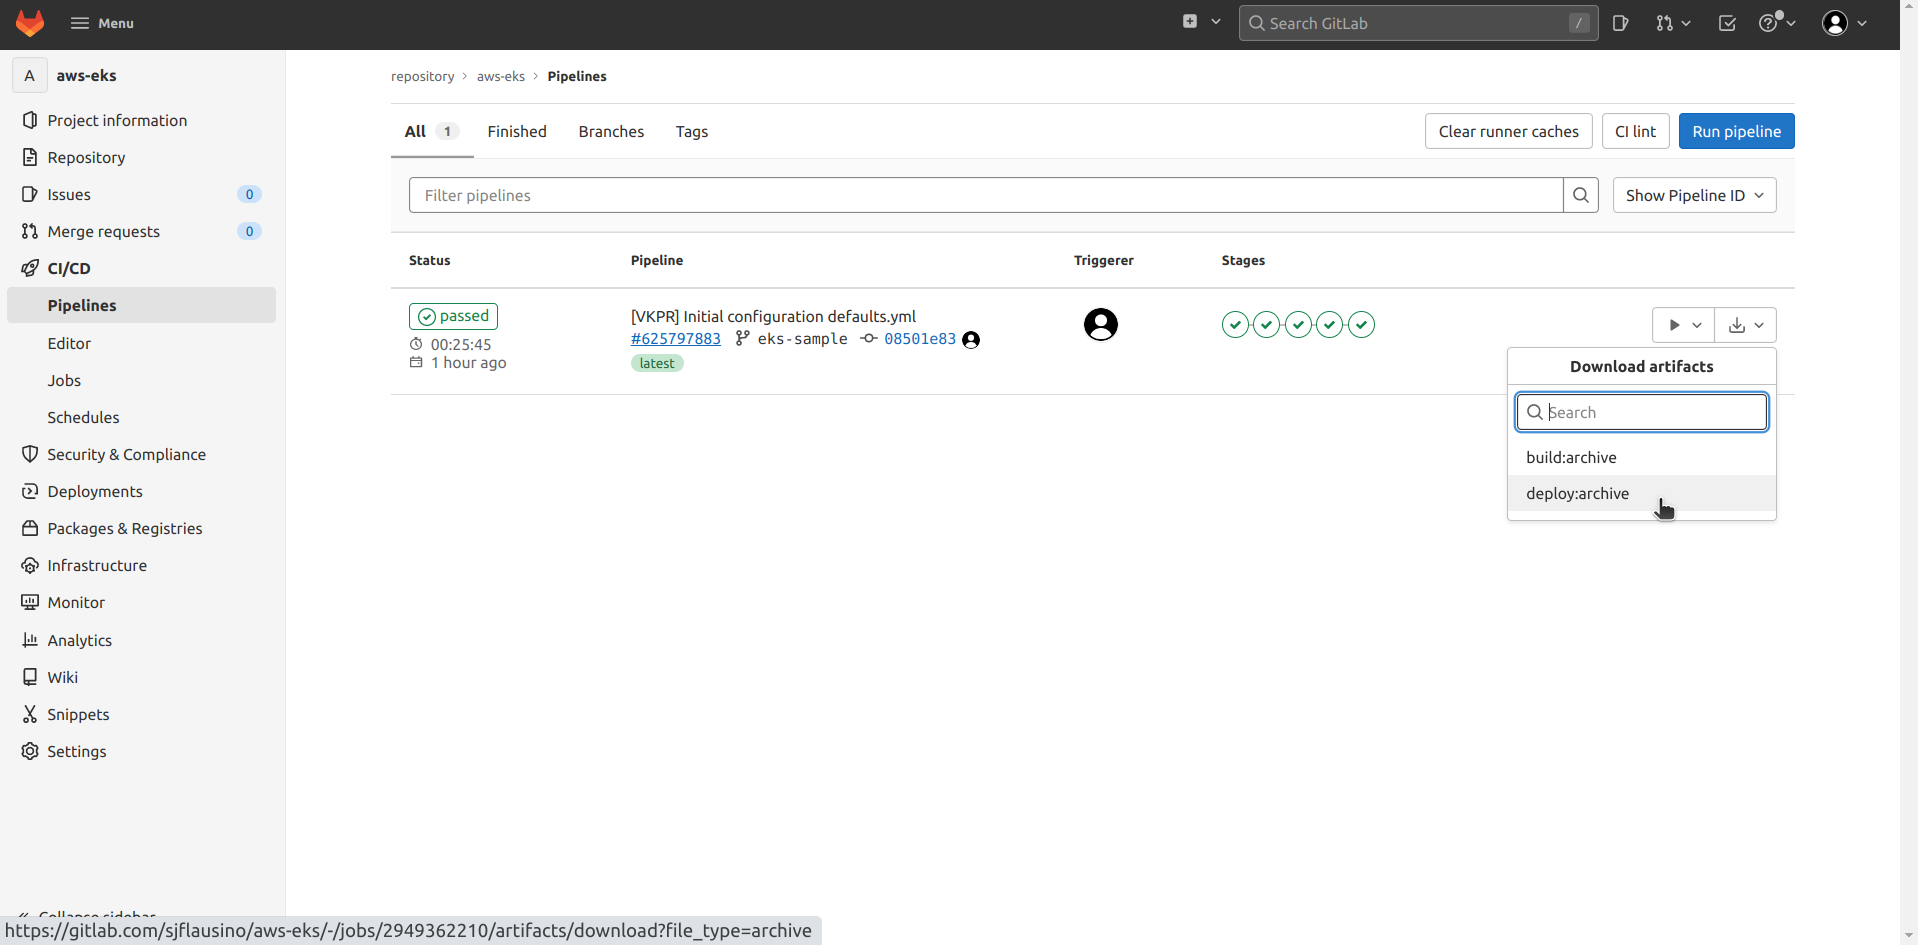 Menu
Search GitLab /
A aws-eks
Project information
Repository
Issues 0
Merge requests 0
CI/CD
Pipelines
Editor
Jobs
Schedules
Security & Compliance
Deployments
Packages & Registries
Infrastructure
Monitor
Analytics
Wiki
Snippets
Settings
Collapse sidebar
repository > aws-eks > Pipelines
All 1 Finished Branches Tags
Clear runner caches CI lint Run pipeline
Filter pipelines
Show Pipeline ID
Status Pipeline Triggerer Stages
passed
00:25:45
1 hour ago
[VKPR] Initial configuration defaults.yml
#625797883 eks-sample 08501e83
latest
Download artifacts
Search
build:archive
deploy:archive
https://gitlab.com/sjflausino/aws-eks/-/jobs/2949362210/artifacts/download?file_type=archive